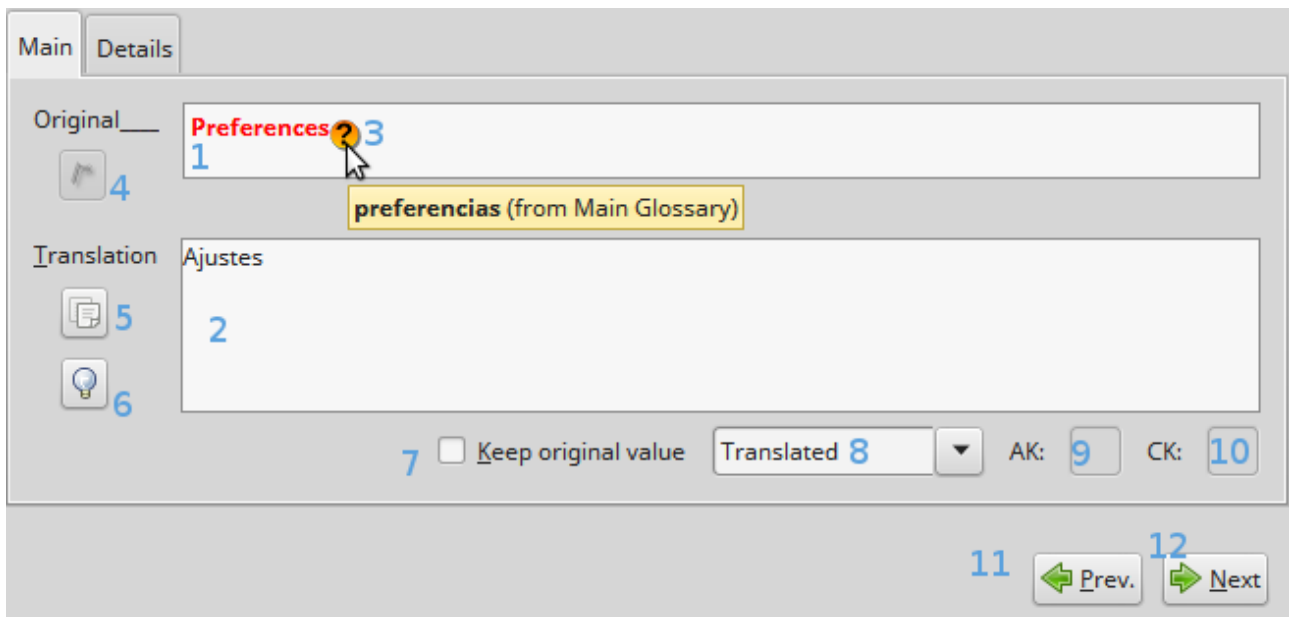 Main Details
Original___
Preferences ? 3
1
4
preferencias (from Main Glossary)
Translation
Ajustes
5
2
6
7 Keep original value Translated 8 AK: 9 CK: 10
11 Prev. 12 Next